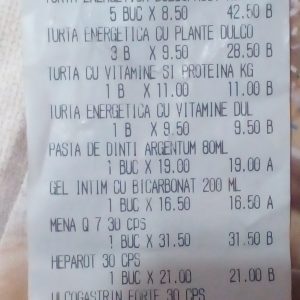 TURTA ENERGETICA
5 BUC X 8.50 42.50 B
TURTA ENERGETICA CU PLANTE DULCO
3 B X 9.50 28.50 B
TURTA CU VITAMINE SI PROTEINA KG
1 B X 11.00 11.00 B
TURTA ENERGETICA CU VITAMINE DUL
1 B X 9.50 9.50 B
PASTA DE DINTI ARGENTUM 80ML
1 BUC X 19.00 19.00 A
GEL INTIM CU BICARBONAT 200 ML
1 BUC X 16.50 16.50 A
MENA Q 7 30 CPS
1 BUC X 31.50 31.50 B
HEPAROT 30 CPS
1 BUC X 21.00 21.00 B
ULCOGASTRIN FORTE 30 CPS